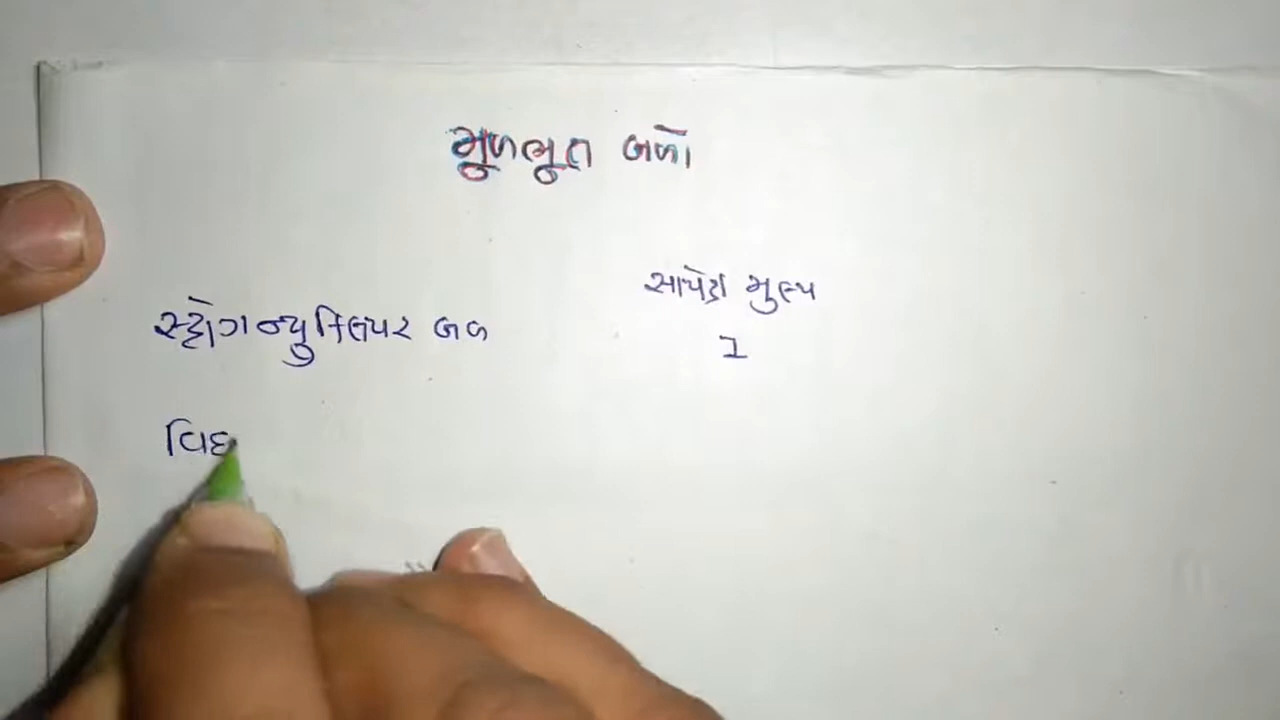 મુળભુત બળો
સાપેક્ષ મુલ્ય
સ્ટ્રોંગ ન્યુક્લિયર બળ
1
વિદ